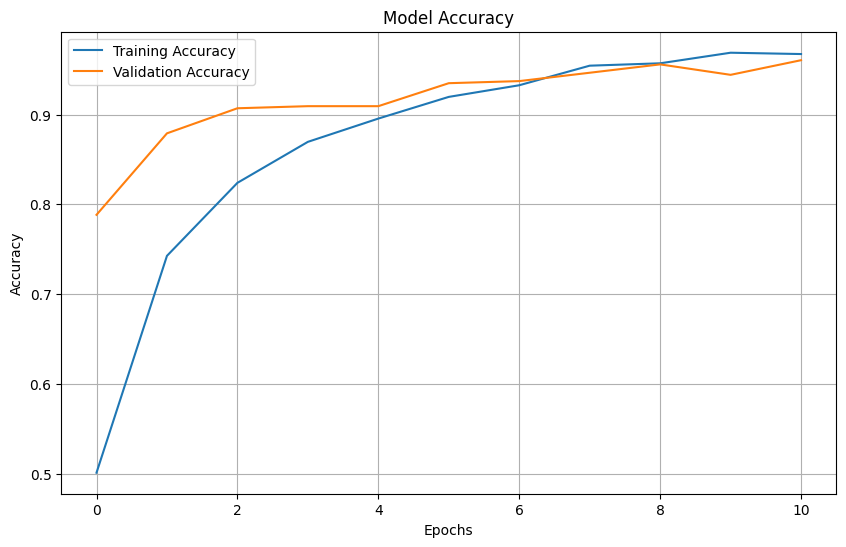 Model Accuracy
Training Accuracy
Validation Accuracy
Accuracy
0.9
0.8
0.7
0.6
0.5
0 2 4 6 8 10
Epochs